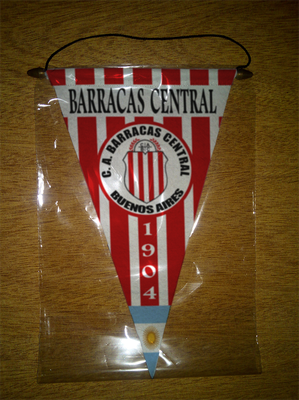 BARRACAS CENTRAL
C. A. BARRACAS CENTRAL
BUENOS AIRES
1904